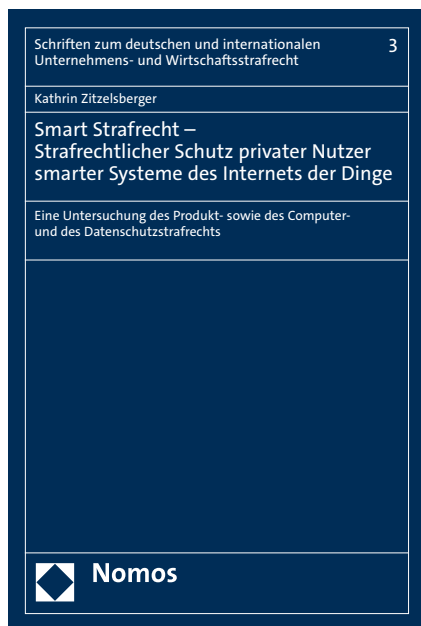 Schriften zum deutschen und internationalen
Unternehmens- und Wirtschaftsstrafrecht
3
Kathrin Zitzelsberger
Smart Strafrecht –
Strafrechtlicher Schutz privater Nutzer
smarter Systeme des Internets der Dinge
Eine Untersuchung des Produkt- sowie des Computer-
und des Datenschutzstrafrechts
Nomos